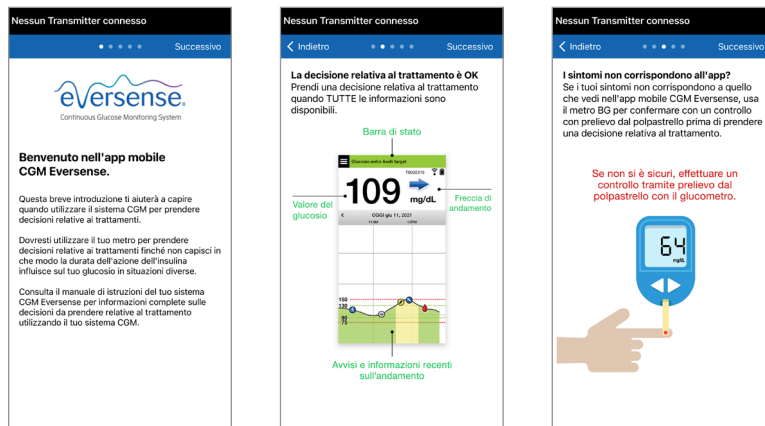 Nessun Transmitter connesso
Successivo
eversense.
Continuous Glucose Monitoring System
Benvenuto nell'app mobile
CGM Eversense.
Questa breve introduzione ti aiuterà a capire
quando utilizzare il sistema CGM per prendere
decisioni relative ai trattamenti.
Dovresti utilizzare il tuo metro per prendere
decisioni relative ai trattamenti finché non capisci in
che modo la durata dell'azione dell'insulina
influisce sul tuo glucosio in situazioni diverse.
Consulta il manuale di istruzioni del tuo sistema
CGM Eversense per informazioni complete sulle
decisioni da prendere relative al trattamento
utilizzando il tuo sistema CGM.
Nessun Transmitter connesso
Indietro
Successivo
La decisione relativa al trattamento è OK
Prendi una decisione relativa al trattamento
quando TUTTE le informazioni sono
disponibili.
Barra di stato
Glucosio entro livelli target
T0002315
109
mg/dL
Valore del
glucosio
Freccia di
andamento
OGGI giu 11, 2021
11AM 12PM
150
130
90
75
Avvisi e informazioni recenti
sull'andamento
Nessun Transmitter connesso
Indietro
Successivo
I sintomi non corrispondono all'app?
Se i tuoi sintomi non corrispondono a quello
che vedi nell'app mobile CGM Eversense, usa
il metro BG per confermare con un controllo
con prelievo dal polpastrello prima di prendere
una decisione relativa al trattamento.
Se non si è sicuri, effettuare un
controllo tramite prelievo dal
polpastrello con il glucometro.
64
mg/dL